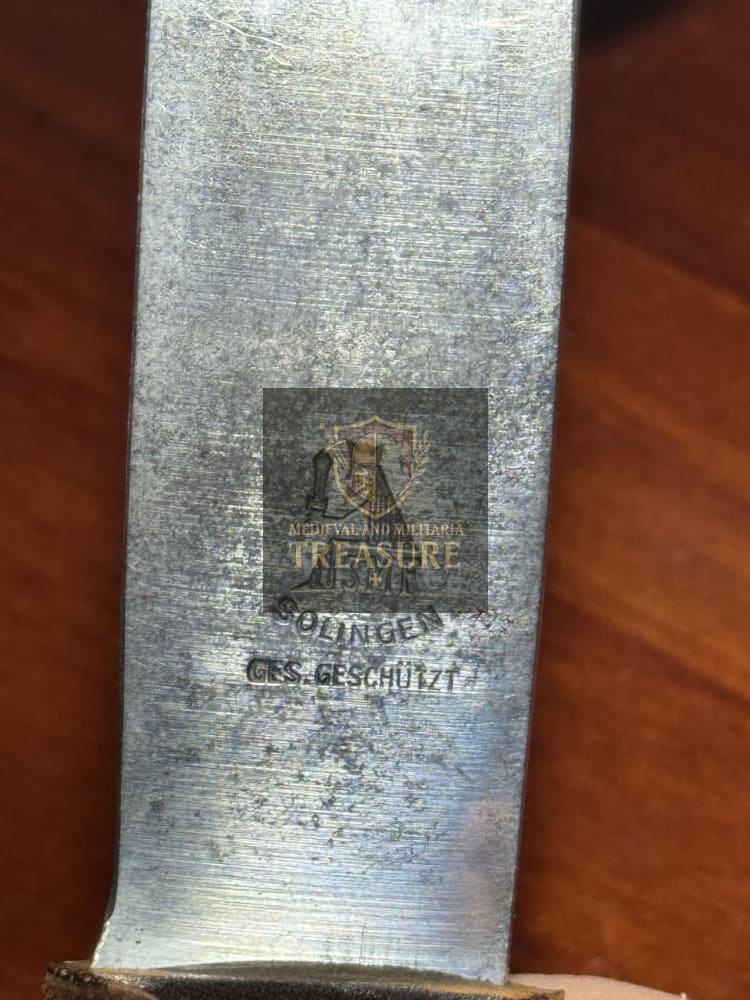 MEDIEVAL AND MILITARIA
TREASURE
SOLINGEN
GES.GESCHÜTZT